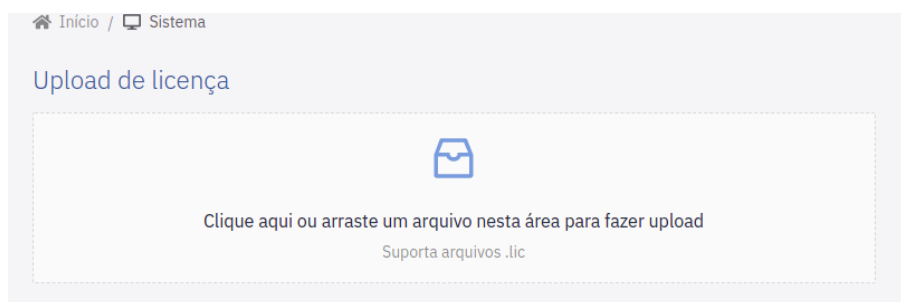 Início / Sistema
Upload de licença
Clique aqui ou arraste um arquivo nesta área para fazer upload
Suporta arquivos .lic